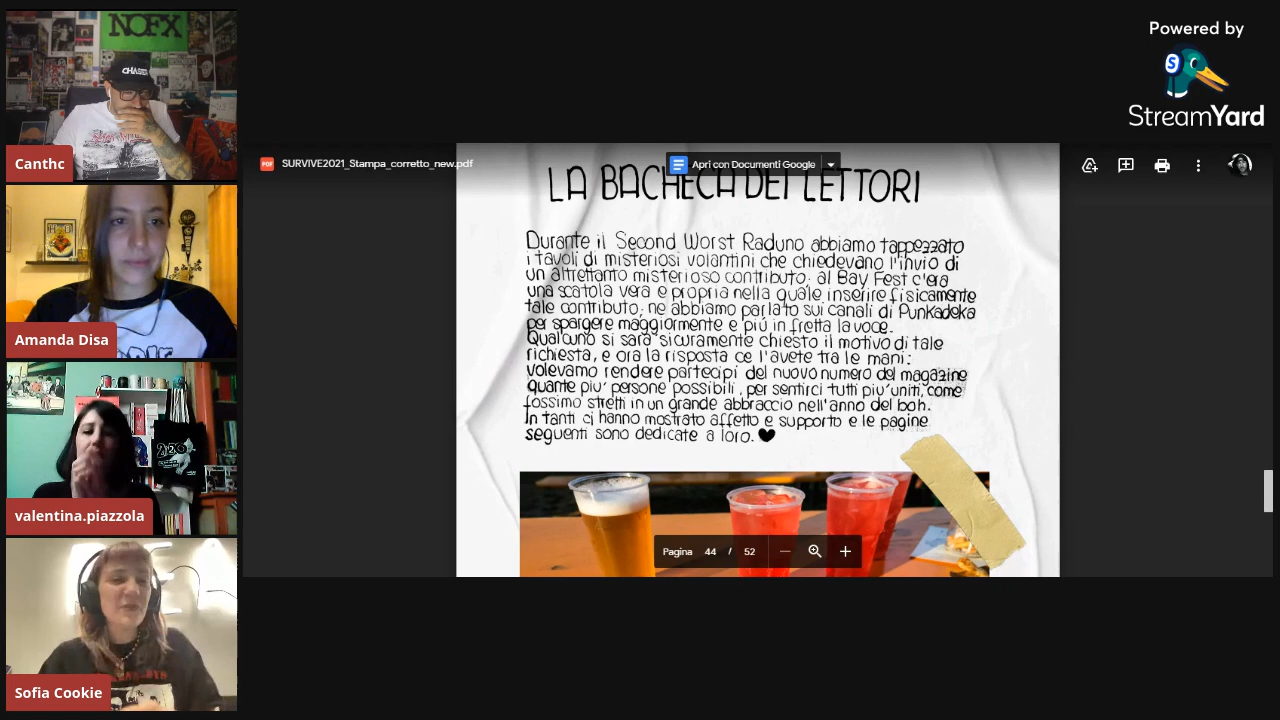 NOFX
Canthc
Amanda Disa
valentina.piazzola
Sofia Cookie
Powered by
StreamYard
PDF
SURVIVE2021_Stampa_corretto_new.pdf
Apri con Documenti Google
LA BACHECA DEI LETTORI
Durante il Second Worst Raduno abbiamo tappezzato
i tavoli di misteriosi volantini che chiedevano l'invio di
un altrettanto misterioso contributo; al Bay Fest c'era
una scatola vera e propria nella quale inserire fisicamente
tale contributo; ne abbiamo parlato sui canali di Punkadeka
per spargere maggiormente e più in fretta la voce.
Qualcuno si sarà sicuramente chiesto il motivo di tale
richiesta, e ora la risposta ce l'avete tra le mani:
volevamo rendere partecipi del nuovo numero del magazine
quante piu' persone possibili, per sentirci tutti piu' uniti, come
fossimo stretti in un grande abbraccio nell'anno del boh.
In tanti ci hanno mostrato affetto e supporto e le pagine
seguenti sono dedicate a loro.
Pagina 44 / 52